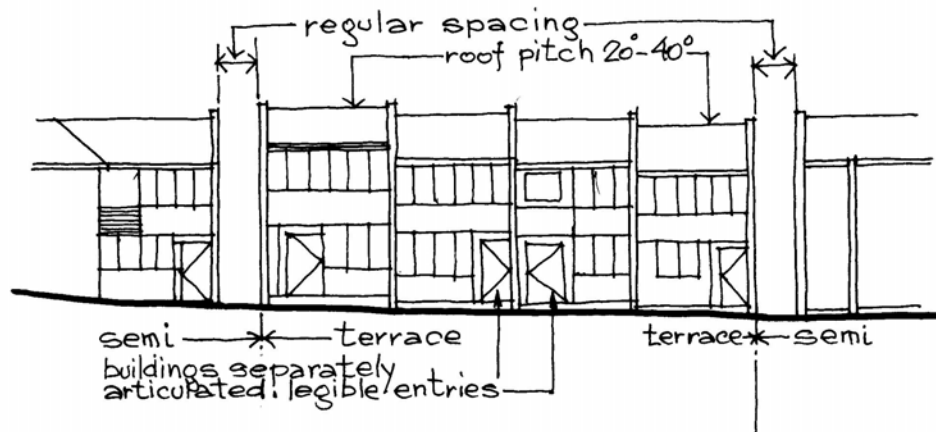 regular spacing
roof pitch 20°-40°
semi
terrace
terrace
semi
buildings separately
articulated. legible entries